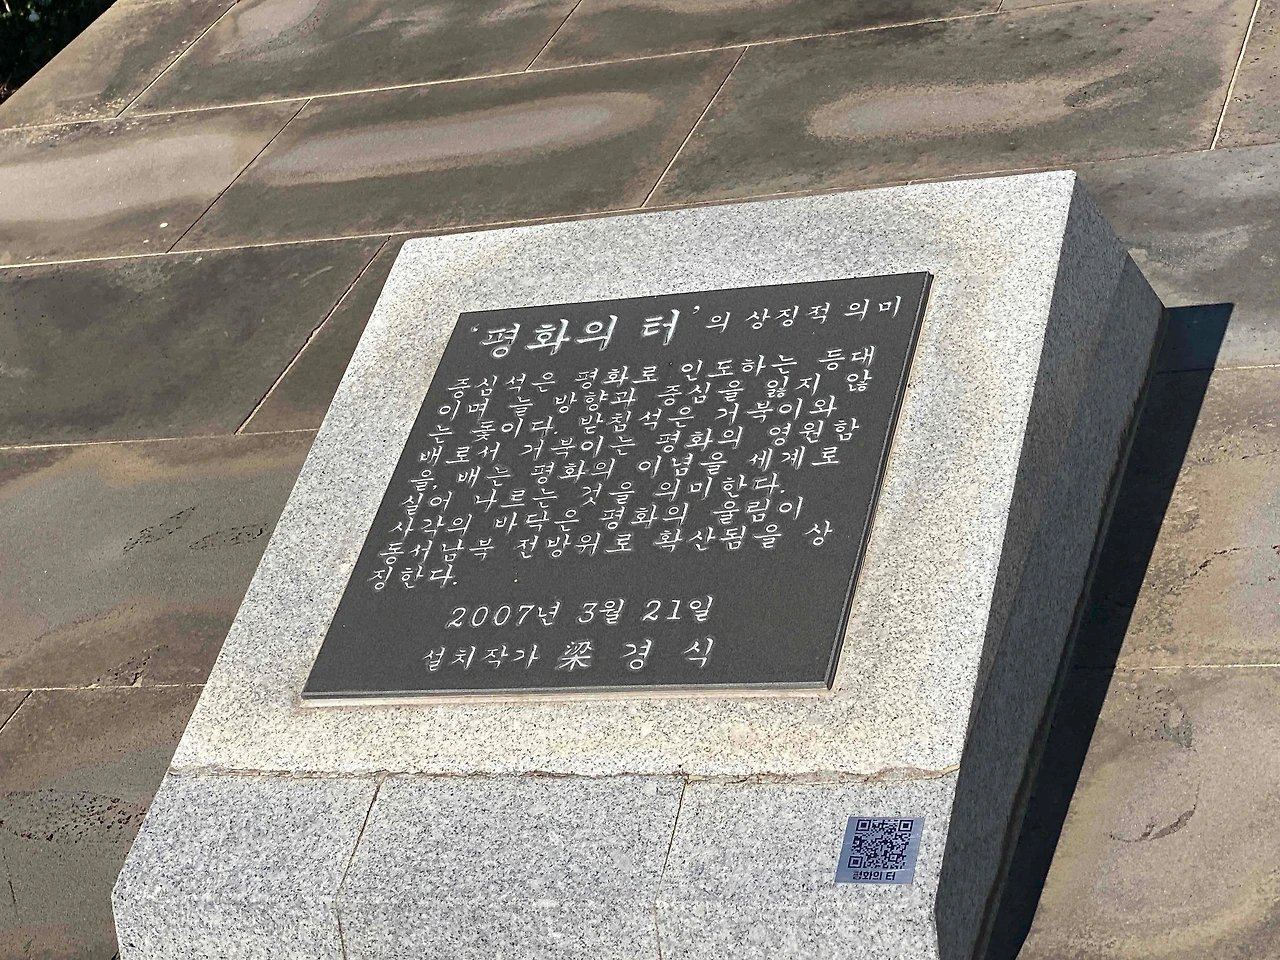 '평화의 터'의 상징적 의미
중심석은 평화로 인도하는 등대
이며 늘 방향과 중심을 잃지 않
는 돛이다. 받침석은 거북이와
배로서 거북이는 평화의 영원함
을, 배는 평화의 이념을 세계로
실어 나르는 것을 의미한다.
사각의 바닥은 평화의 울림이
동서남북 전방위로 확산됨을 상
징한다.
2007년 3월 21일
설치작가 梁 경 식
평화의 터